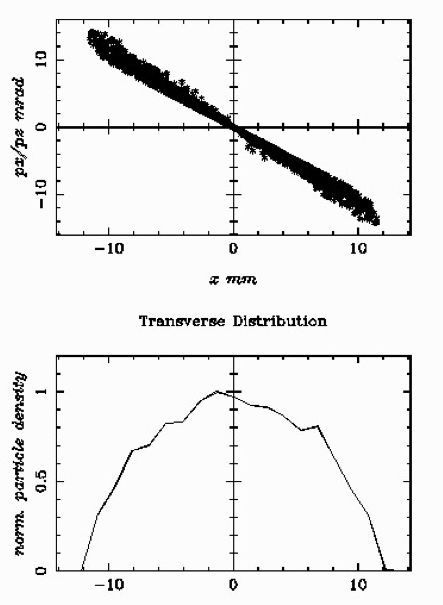 px/pz mrad
10
0
−10
−10 0 10
x mm
Transverse Distribution
norm. particle density
1
0.5
0
−10 0 10